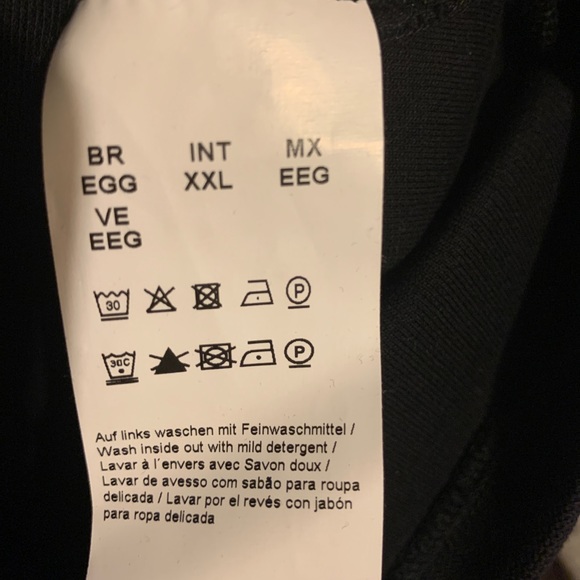 BR INT MX
EGG XXL EEG
VE
EEG
30 P
30C P
Auf links waschen mit Feinwaschmittel /
Wash inside out with mild detergent /
Lavar à l´envers avec Savon doux /
Lavar de avesso com sabão para roupa
delicada / Lavar por el revés con jabón
para ropa delicada